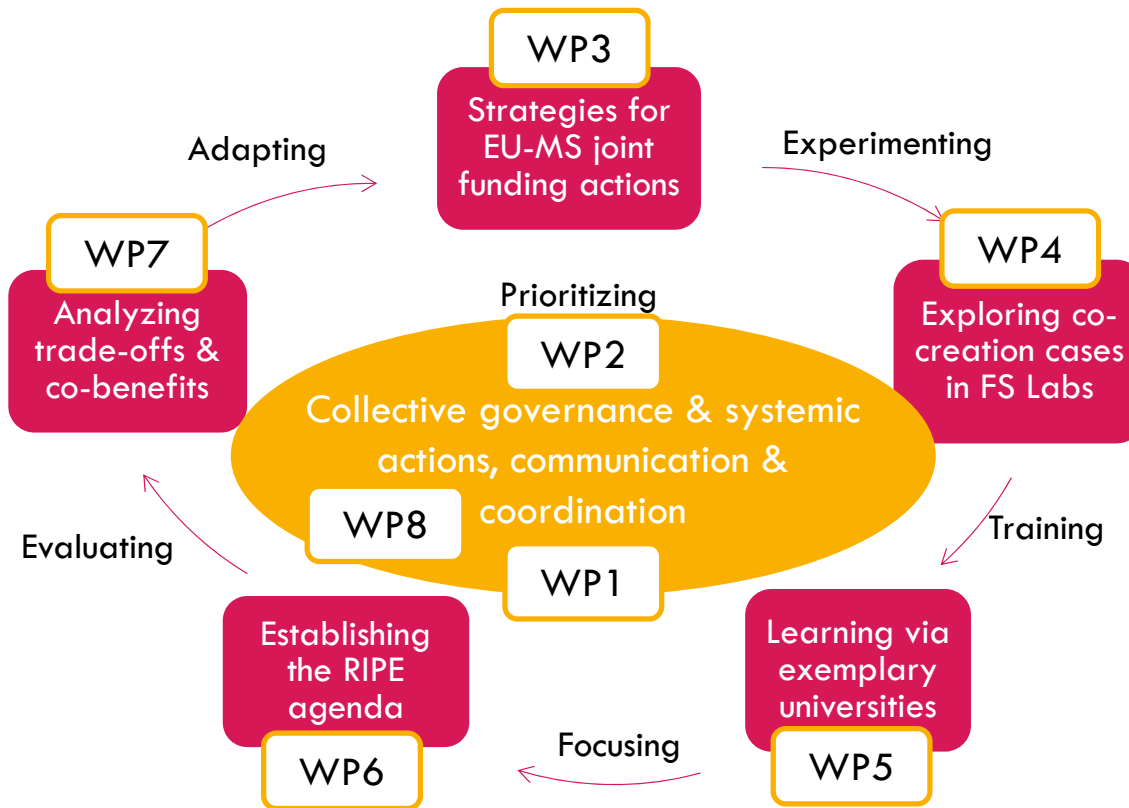 WP3
Strategies for
EU-MS joint
funding actions
Adapting
Experimenting
WP7
Analyzing
trade-offs &
co-benefits
WP4
Exploring co-
creation cases
in FS Labs
Prioritizing
WP2
Collective governance & systemic
actions, communication &
coordination
WP8
WP1
Evaluating
Training
Establishing
the RIPE
agenda
WP6
Focusing
Learning via
exemplary
universities
WP5